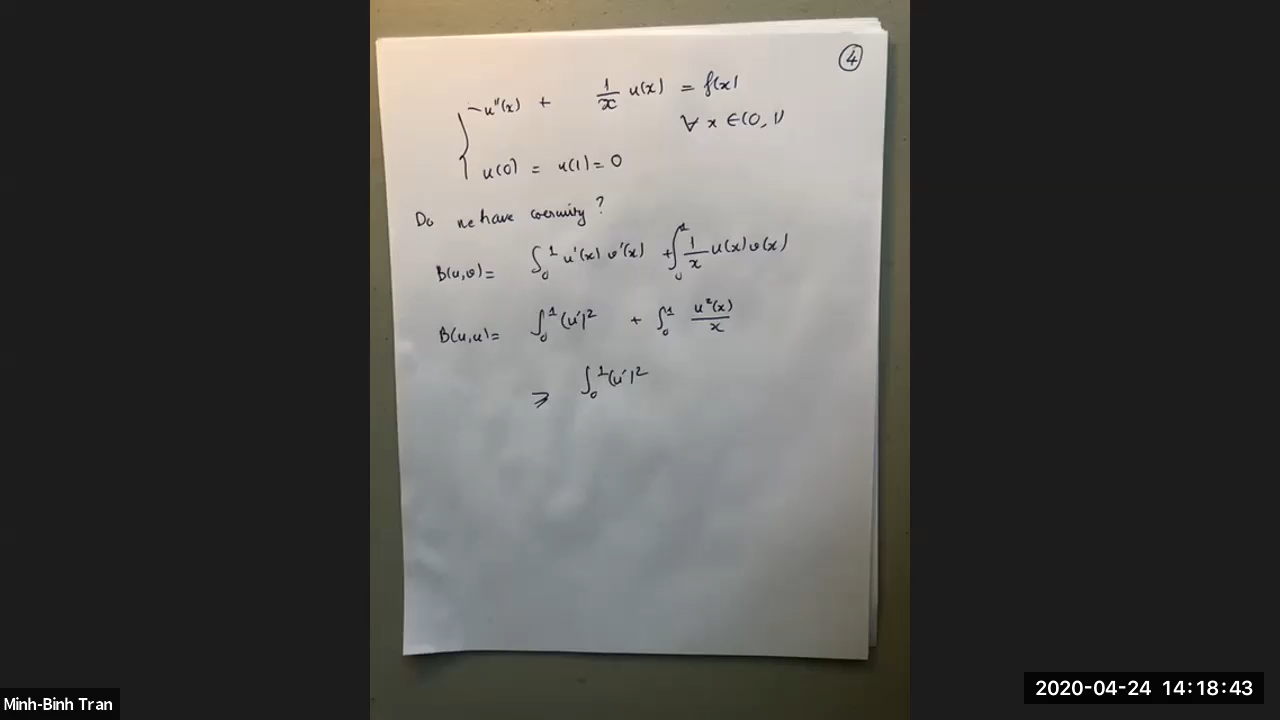 ④
-u''(x) + 1/x u(x) = f(x)
∀ x ∈ (0, 1)
u(0) = u(1) = 0
Do we have coercivity?
B(u,v) = ∫₀¹ u'(x) v'(x) + ∫₀¹ 1/x u(x) v(x)
B(u,u) = ∫₀¹ (u')² + ∫₀¹ u²(x)/x
≥ ∫₀¹ (u')²
Minh-Binh Tran
2020-04-24 14:18:43